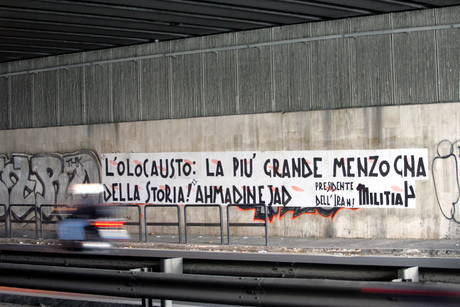 L'OLOCAUSTO: LA PIU' GRANDE MENZOGNA
DELLA STORIA! AHMADINEJAD PRESIDENTE DELL'IRAN! MILITIA